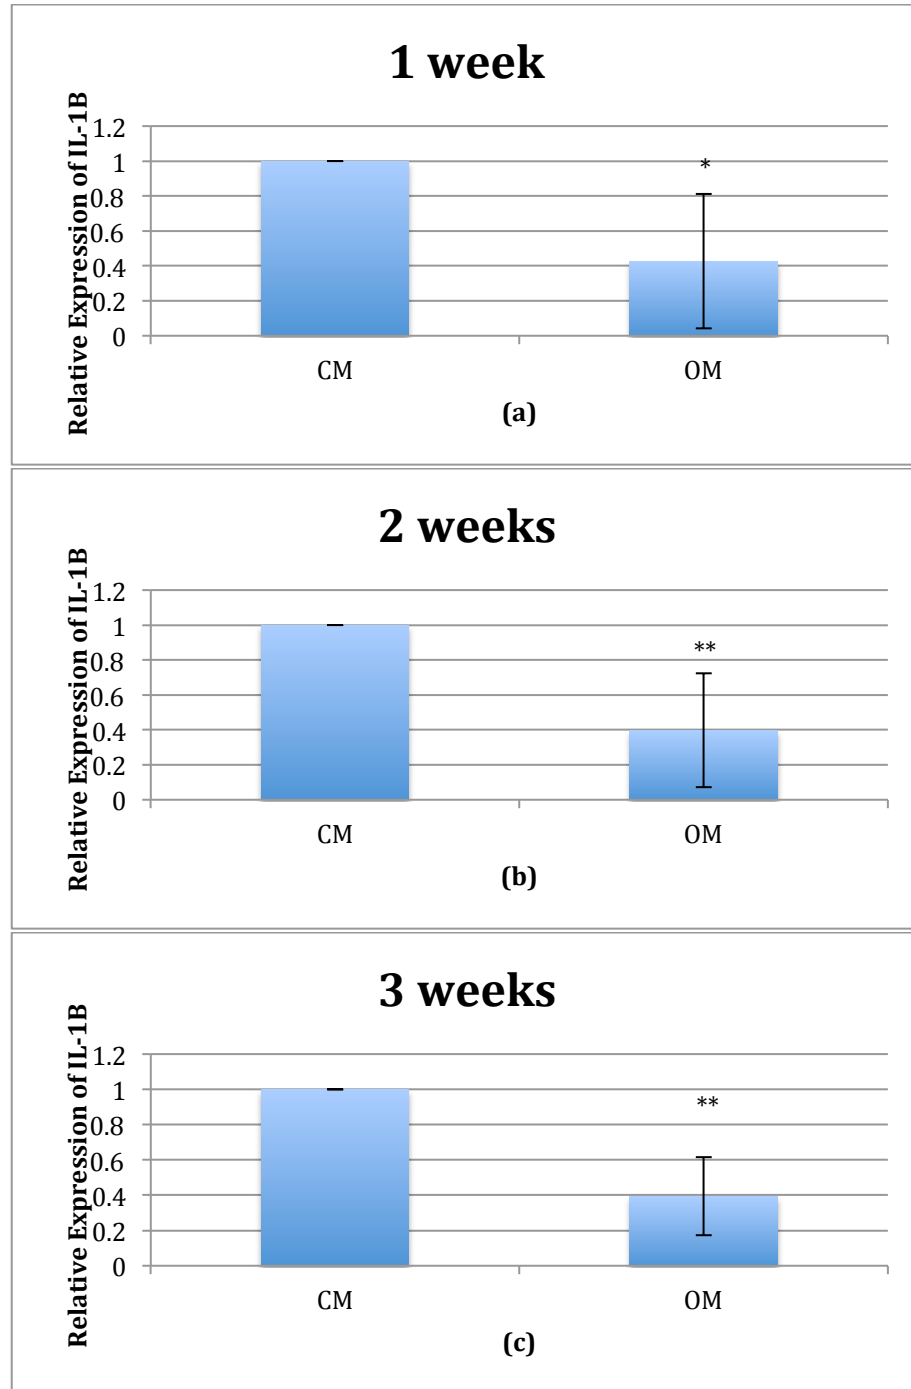 1 week
Relative Expression of IL-1B
1.2
1
0.8
0.6
0.4
0.2
0
*
CM
OM
(a)
2 weeks
Relative Expression of IL-1B
1.2
1
0.8
0.6
0.4
0.2
0
**
CM
OM
(b)
3 weeks
Relative Expression of IL-1B
1.2
1
0.8
0.6
0.4
0.2
0
**
CM
OM
(c)